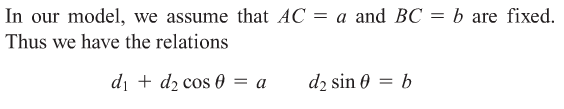 In our model, we assume that AC = a and BC = b are fixed.
Thus we have the relations
d₁ + d₂ cos θ = a  d₂ sin θ = b